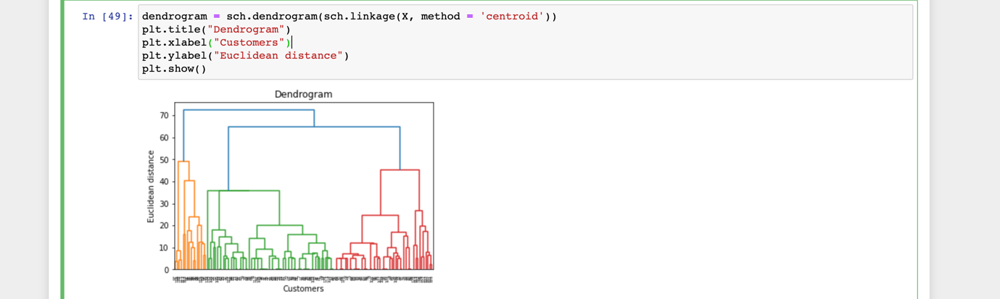 In [49]: dendrogram = sch.dendrogram(sch.linkage(X, method = 'centroid'))
plt.title("Dendrogram")
plt.xlabel("Customers")
plt.ylabel("Euclidean distance")
plt.show()
Dendrogram
70
60
50
40
30
20
10
0
Euclidean distance
Customers